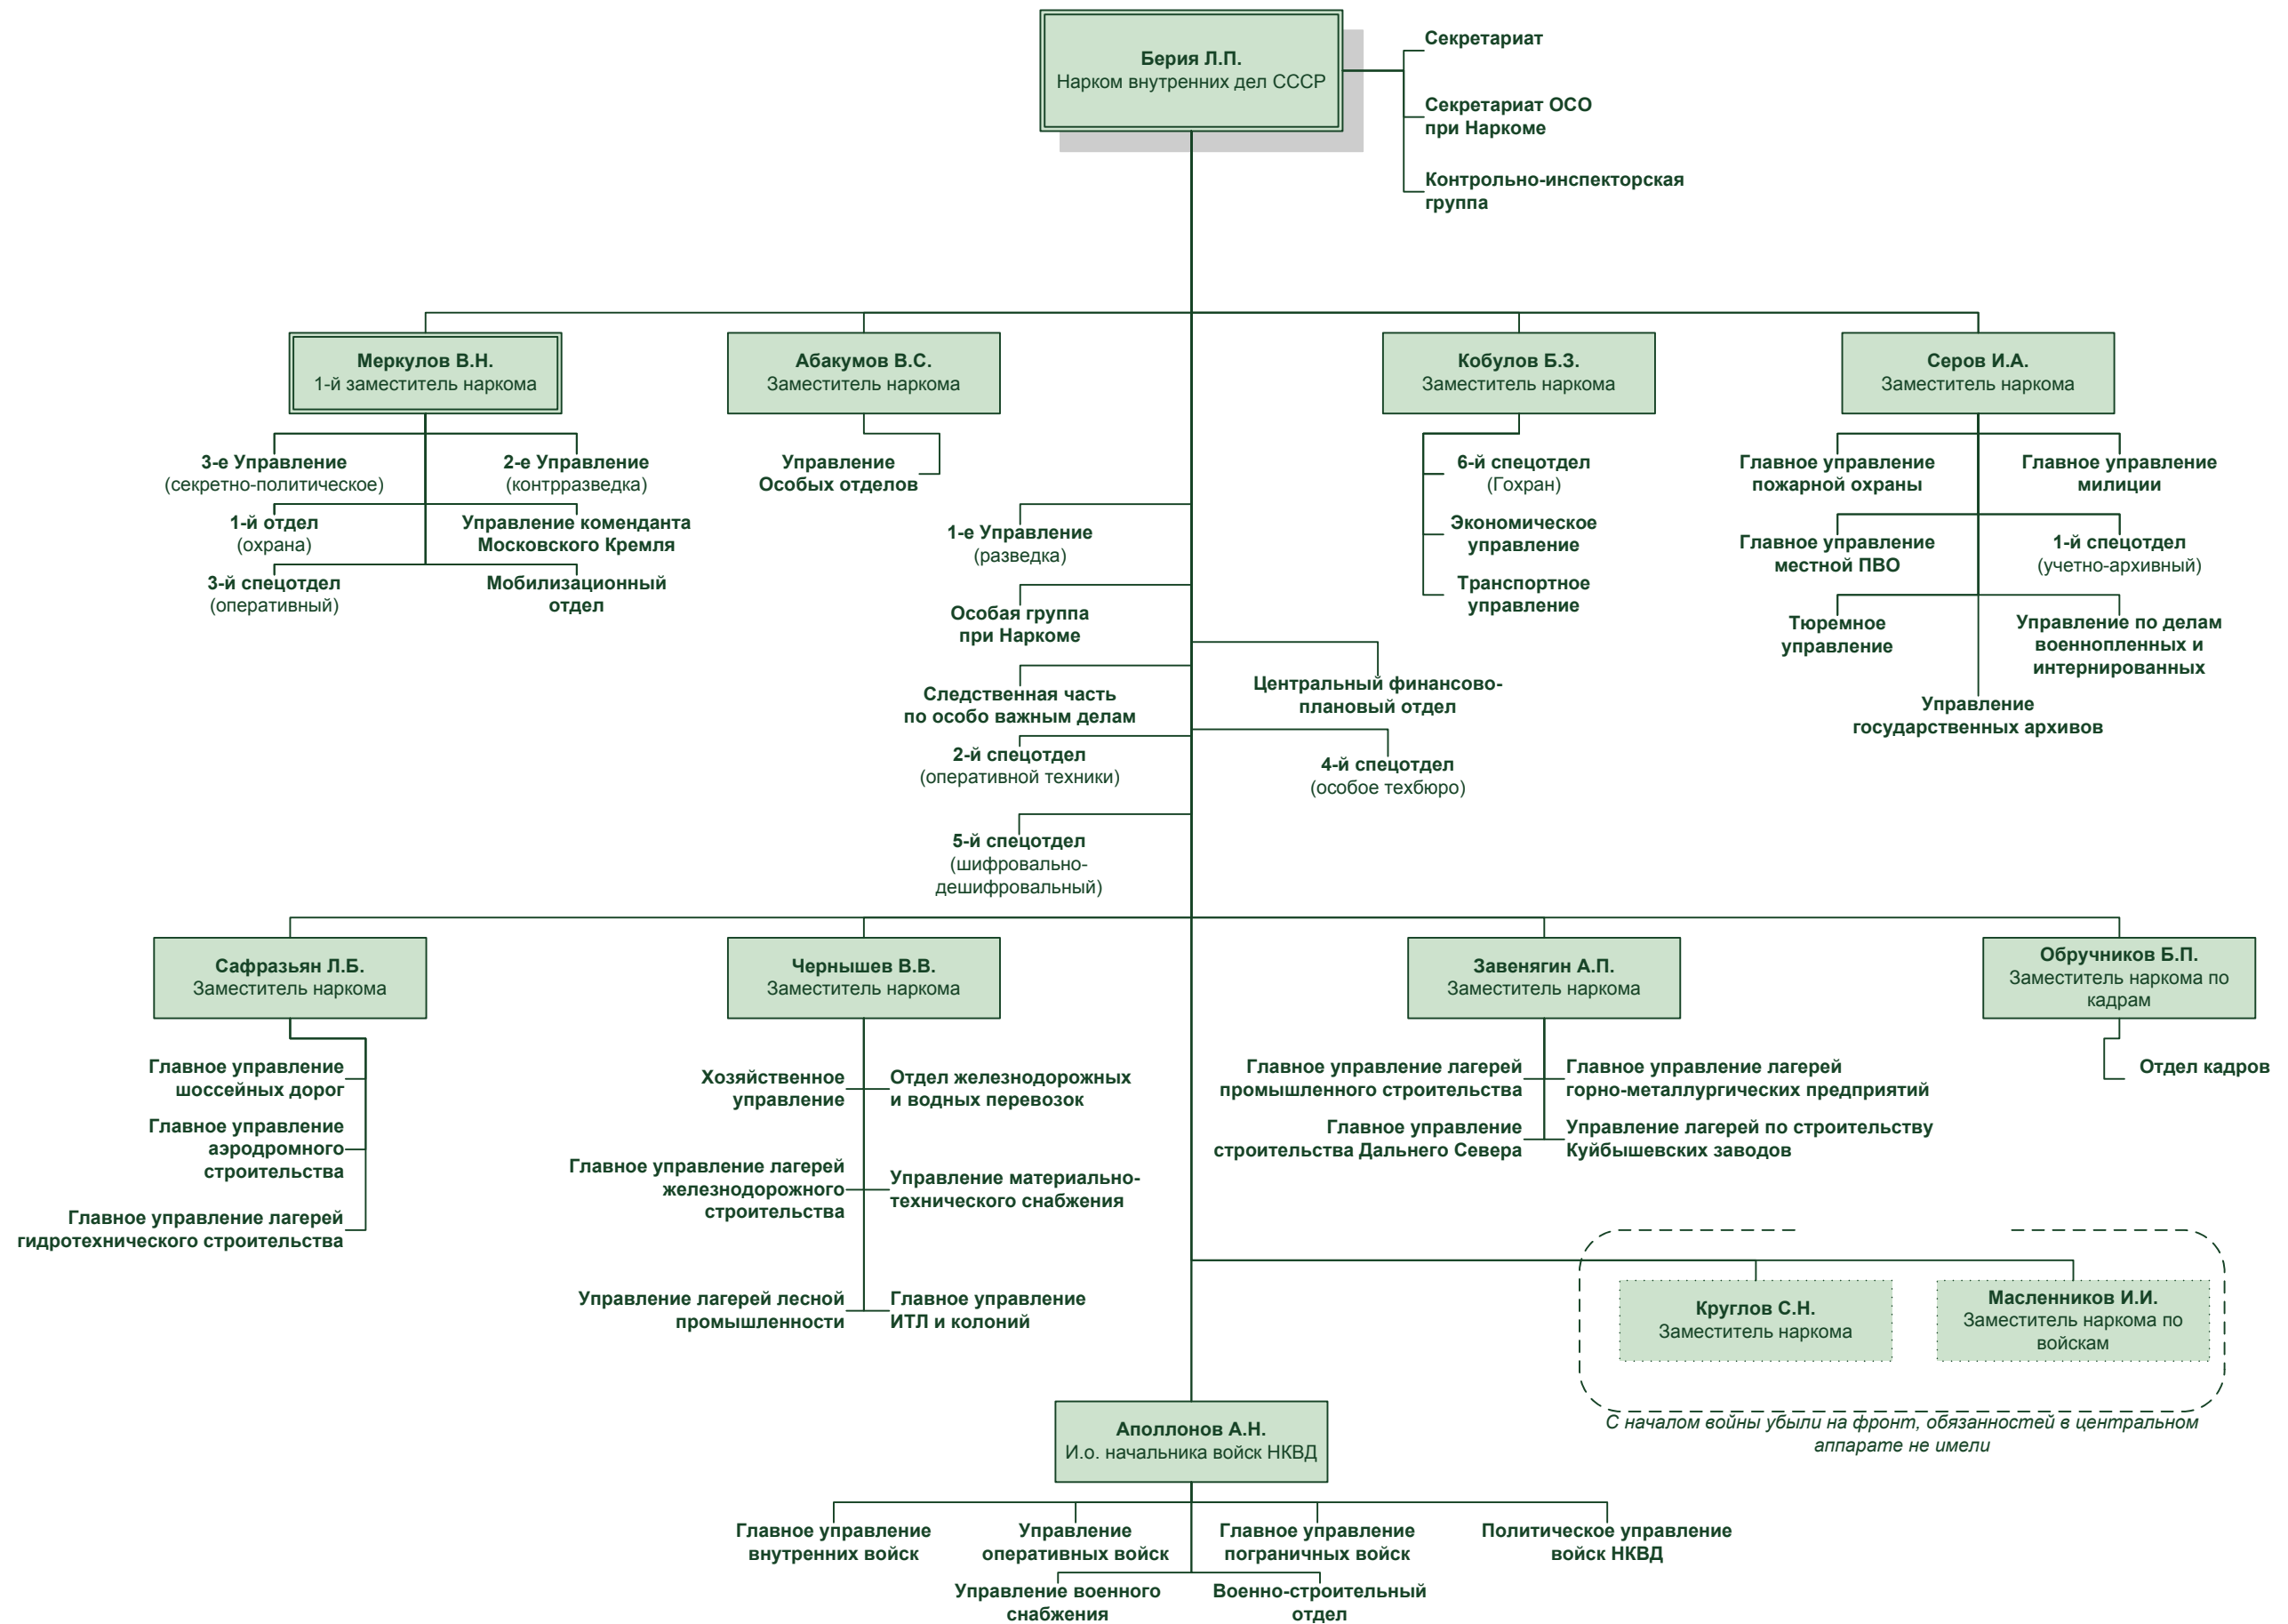 Берия Л.П.
Нарком внутренних дел СССР
Секретариат
Секретариат ОСО
при Наркоме
Контрольно-инспекторская
группа
Меркулов В.Н.
1-й заместитель наркома
3-е Управление
(секретно-политическое)
2-е Управление
(контрразведка)
1-й отдел
(охрана)
Управление коменданта
Московского Кремля
3-й спецотдел
(оперативный)
Мобилизационный
отдел
Абакумов В.С.
Заместитель наркома
Управление
Особых отделов
Кобулов Б.З.
Заместитель наркома
6-й спецотдел
(Гохран)
Экономическое
управление
Транспортное
управление
Серов И.А.
Заместитель наркома
Главное управление
пожарной охраны
Главное управление
милиции
Главное управление
местной ПВО
1-й спецотдел
(учетно-архивный)
Тюремное
управление
Управление по делам
военнопленных и
интернированных
Управление
государственных архивов
1-е Управление
(разведка)
Особая группа
при Наркоме
Следственная часть
по особо важным делам
Центральный финансово-
плановый отдел
2-й спецотдел
(оперативной техники)
4-й спецотдел
(особое техбюро)
5-й спецотдел
(шифровально-
дешифровальный)
Сафразьян Л.Б.
Заместитель наркома
Главное управление
шоссейных дорог
Главное управление
аэродромного
строительства
Главное управление лагерей
гидротехнического строительства
Чернышев В.В.
Заместитель наркома
Хозяйственное
управление
Отдел железнодорожных
и водных перевозок
Главное управление лагерей
железнодорожного
строительства
Управление материально-
технического снабжения
Управление лагерей лесной
промышленности
Главное управление
ИТЛ и колоний
Завенягин А.П.
Заместитель наркома
Главное управление лагерей
промышленного строительства
Главное управление лагерей
горно-металлургических предприятий
Главное управление
строительства Дальнего Севера
Управление лагерей по строительству
Куйбышевских заводов
Обручников Б.П.
Заместитель наркома по
кадрам
Отдел кадров
Круглов С.Н.
Заместитель наркома
Масленников И.И.
Заместитель наркома по
войскам
С началом войны убыли на фронт, обязанностей в центральном
аппарате не имели
Аполлонов А.Н.
И.о. начальника войск НКВД
Главное управление
внутренних войск
Управление
оперативных войск
Главное управление
пограничных войск
Политическое управление
войск НКВД
Управление военного
снабжения
Военно-строительный
отдел